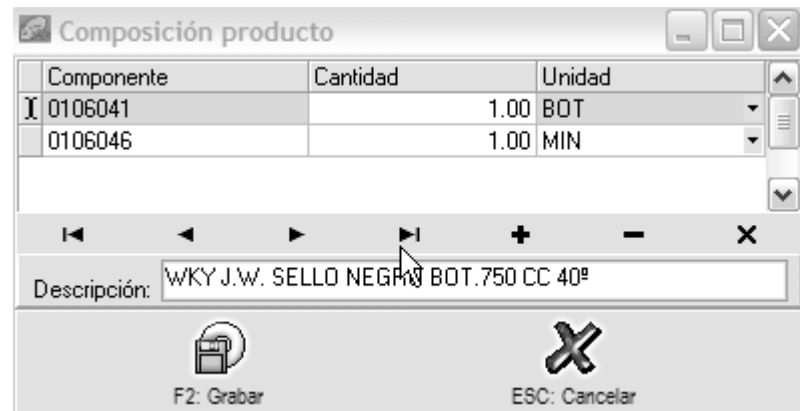 Composición producto
Componente Cantidad Unidad
0106041 1.00 BOT
0106046 1.00 MIN
Descripción: WKY J.W. SELLO NEGRO BOT.750 CC 40º
F2: Grabar ESC: Cancelar